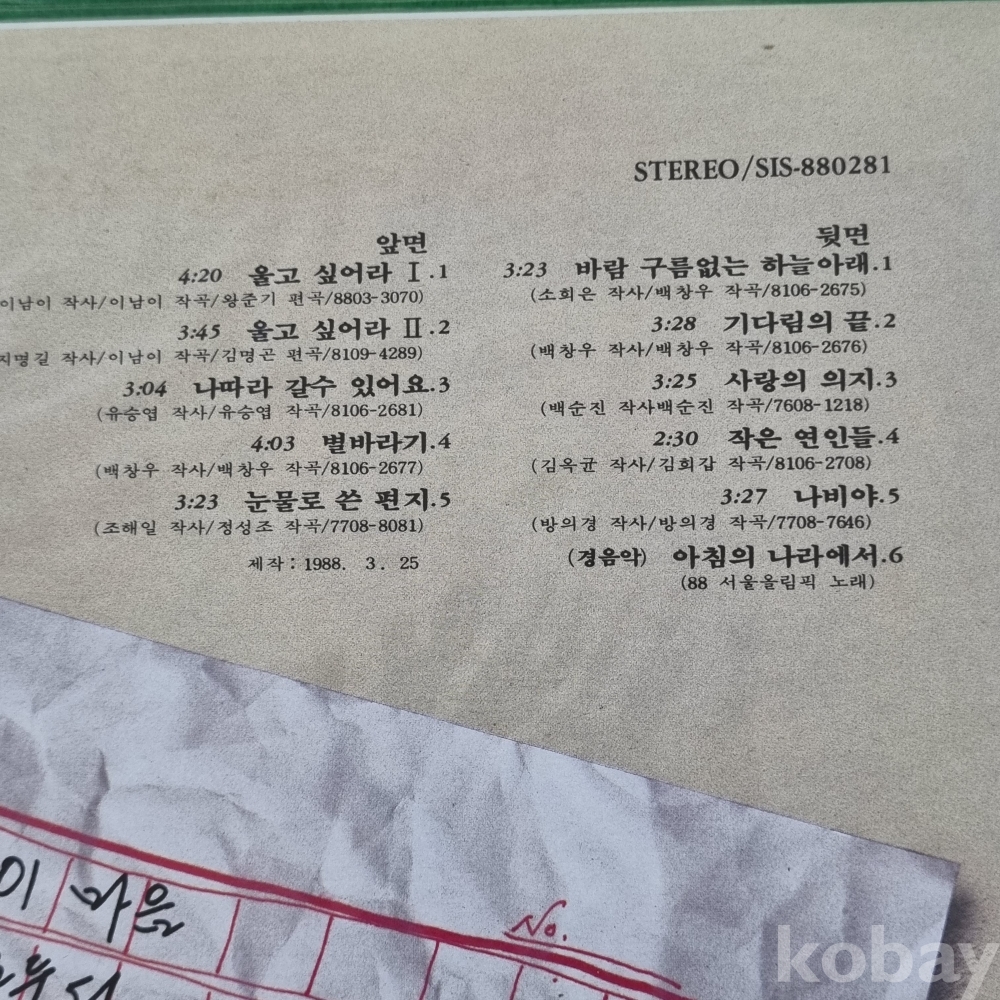 STEREO/SIS-880281
앞면
4:20 울고 싶어라 Ⅰ.1
이남이 작사/이남이 작곡/왕준기 편곡/8803-3070)
3:45 울고 싶어라 Ⅱ.2
지명길 작사/이남이 작곡/김명곤 편곡/8109-4289)
3:04 나따라 갈수 있어요.3
(유승엽 작사/유승엽 작곡/8106-2681)
4:03 별바라기.4
(백창우 작사/백창우 작곡/8106-2677)
3:23 눈물로 쓴 편지.5
(조해일 작사/정성조 작곡/7708-8081)
제작:1988. 3. 25
뒷면
3:23 바람 구름없는 하늘아래.1
(소희은 작사/백창우 작곡/8106-2675)
3:28 기다림의 끝.2
(백창우 작사/백창우 작곡/8106-2676)
3:25 사랑의 의지.3
(백순진 작사백순진 작곡/7608-1218)
2:30 작은 연인들.4
(김옥균 작사/김희갑 작곡/8106-2708)
3:27 나비야.5
(방의경 작사/방의경 작곡/7708-7646)
(경음악) 아침의 나라에서.6
(88 서울올림픽 노래)
이 마음
No.
kobay